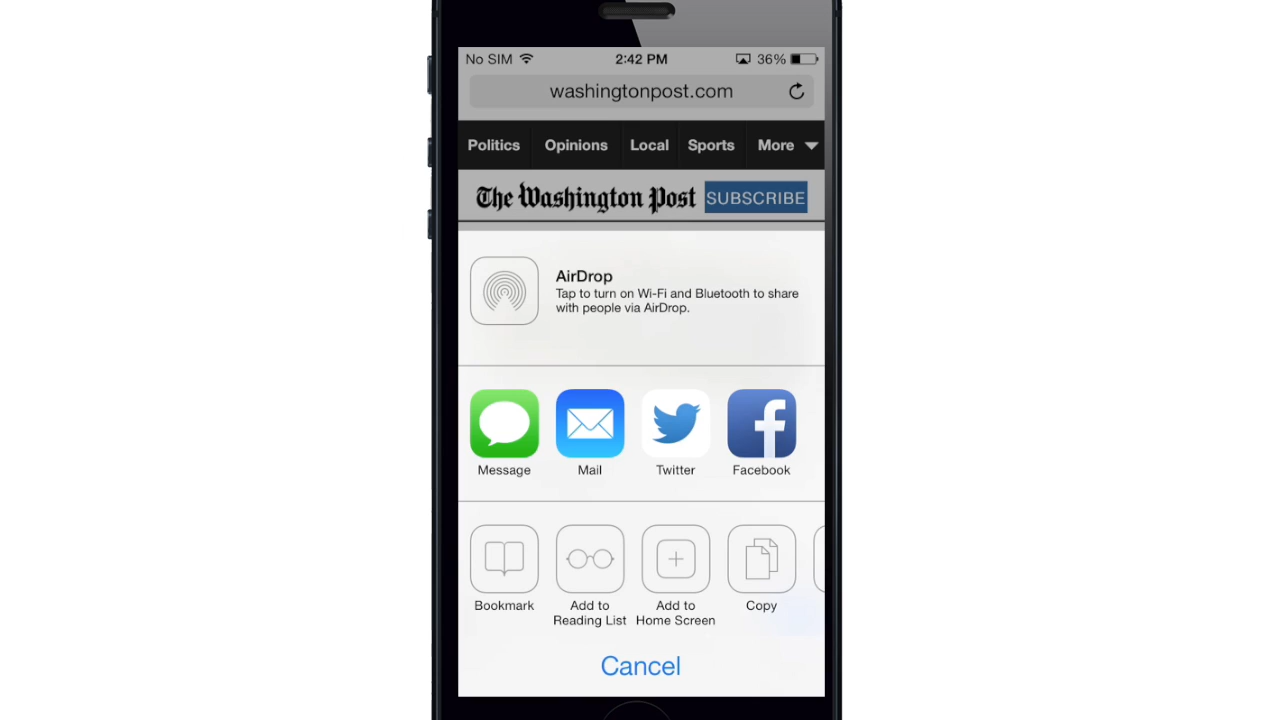 No SIM 2:42 PM 36%
washingtonpost.com
Politics Opinions Local Sports More
The Washington Post SUBSCRIBE
AirDrop
Tap to turn on Wi-Fi and Bluetooth to share
with people via AirDrop.
Message Mail Twitter Facebook
Bookmark Add to Add to Copy
Reading List Home Screen
Cancel